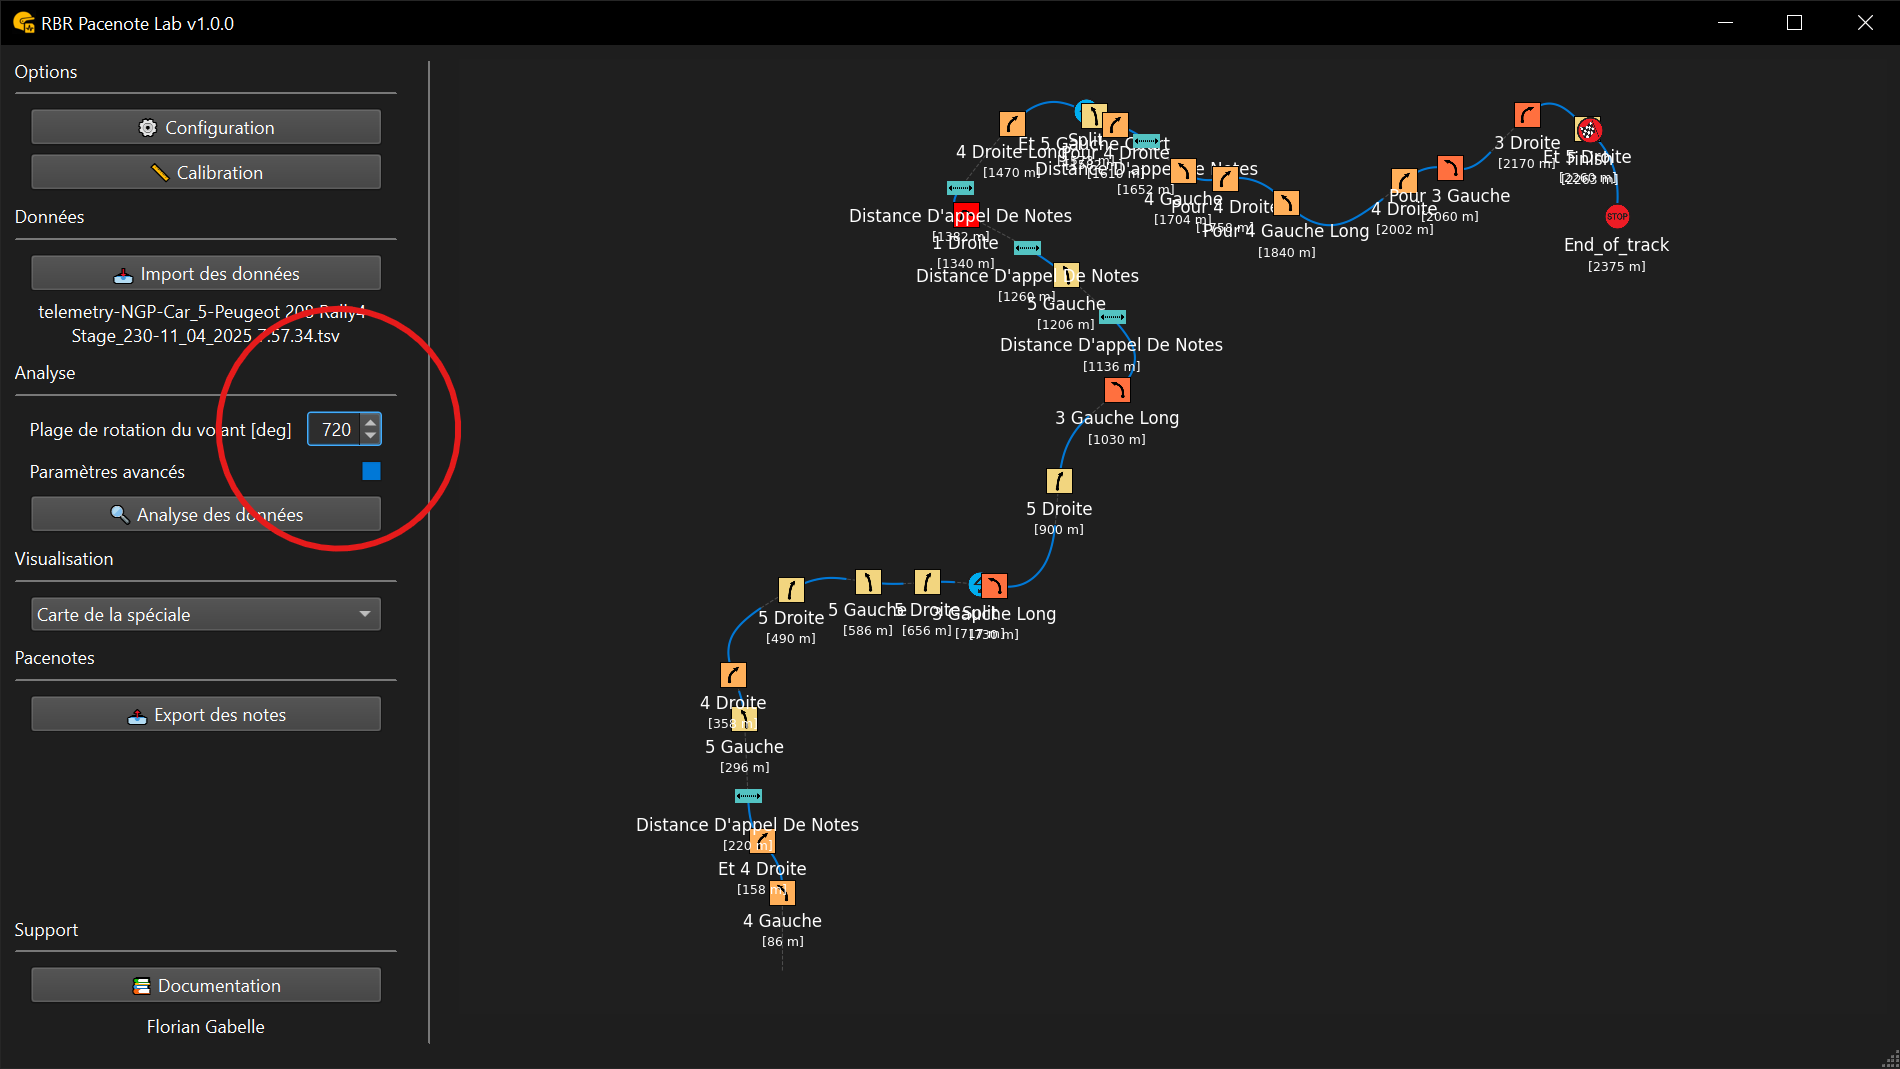 RBR Pacenote Lab v1.0.0
Options
Configuration
Calibration
Données
Import des données
telemetry-NGP-Car_5-Peugeot 208 Rally4
Stage_230-11_04_2025_7.57.34.tsv
Analyse
Plage de rotation du volant [deg]
720
Paramètres avancés
Analyse des données
Visualisation
Carte de la spéciale
Pacenotes
Export des notes
Support
Documentation
Florian Gabelle
4 Droite Long
[1470 m]
Split
Et 5 Gauche Court
Pour 4 Droite
[1610 m]
Distance D'appel De Notes
[1652 m]
4 Gauche
[1704 m]
Pour 4 Droite
[1758 m]
Pour 4 Gauche Long
[1840 m]
4 Droite
[2002 m]
Pour 3 Gauche
[2060 m]
3 Droite
[2170 m]
Et 5 Droite
[2260 m]
Finish
[2263 m]
STOP
End_of_track
[2375 m]
Distance D'appel De Notes
[1382 m]
1 Droite
[1340 m]
Distance D'appel De Notes
[1260 m]
5 Gauche
[1206 m]
Distance D'appel De Notes
[1136 m]
3 Gauche Long
[1030 m]
5 Droite
[900 m]
5 Droite
[490 m]
5 Gauche
[586 m]
5 Droite
[656 m]
Split
[717 m]
3 Gauche Long
[730 m]
4 Droite
[358 m]
5 Gauche
[296 m]
Distance D'appel De Notes
[220 m]
Et 4 Droite
[158 m]
4 Gauche
[86 m]